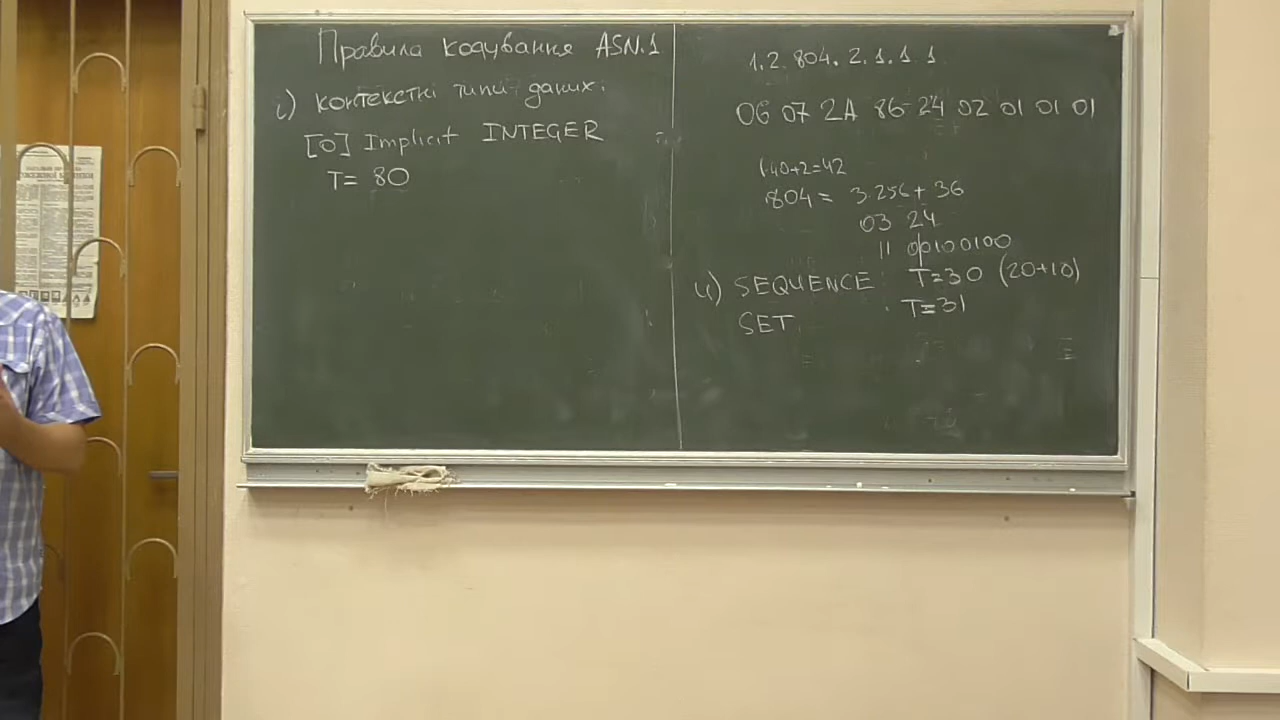 Правила кодування ASN.1
і) контекстні типи даних:
[0] Implicit INTEGER
T= 80
1.2.804.2.1.1.1
06 07 2A 86 24 02 01 01 01
1·40+2=42
804 = 3·256+36
03 24
11 00100100
и) SEQUENCE : T=30 (20+10)
SET : T=31